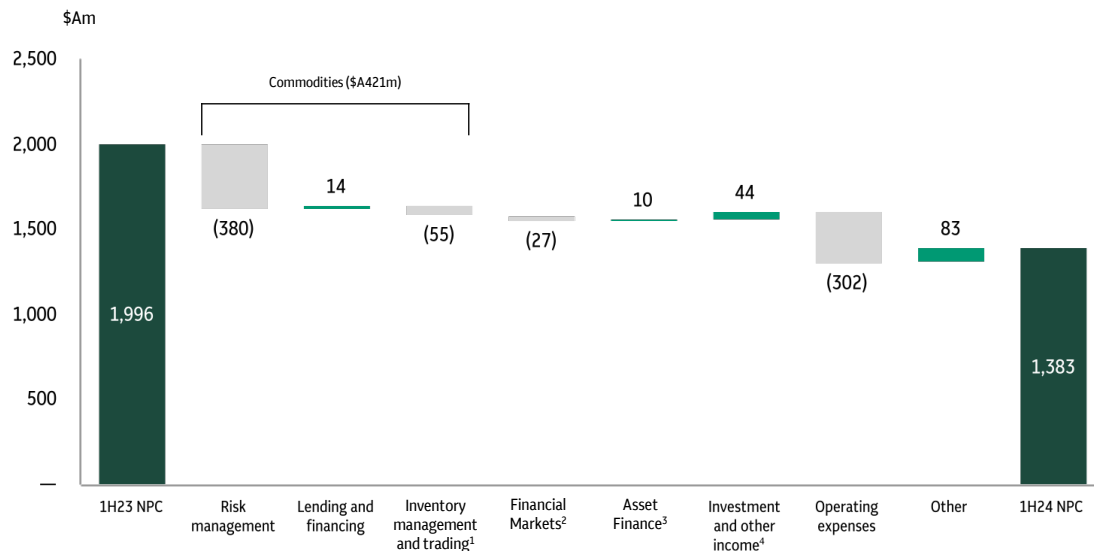 $Am
2,500
2,000
1,500
1,000
500
—
Commodities ($A421m)
1,996
(380)
14
(55)
(27)
10
44
(302)
83
1,383
1H23 NPC
Risk
management
Lending and
financing
Inventory
management
and trading¹
Financial
Markets²
Asset
Finance³
Investment
and other
income⁴
Operating
expenses
Other
1H24 NPC